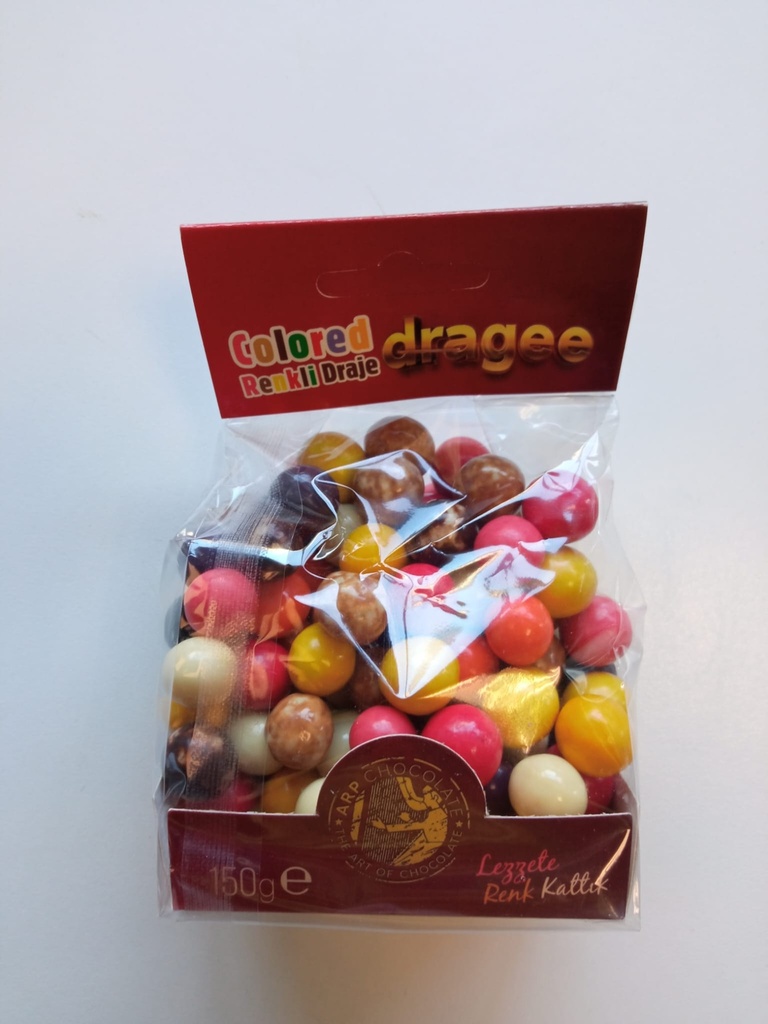 Colored dragee
Renkli Draje
ARP CHOCOLATE
THE ART OF CHOCOLATE
150g e
Lezzete
Renk Kattık